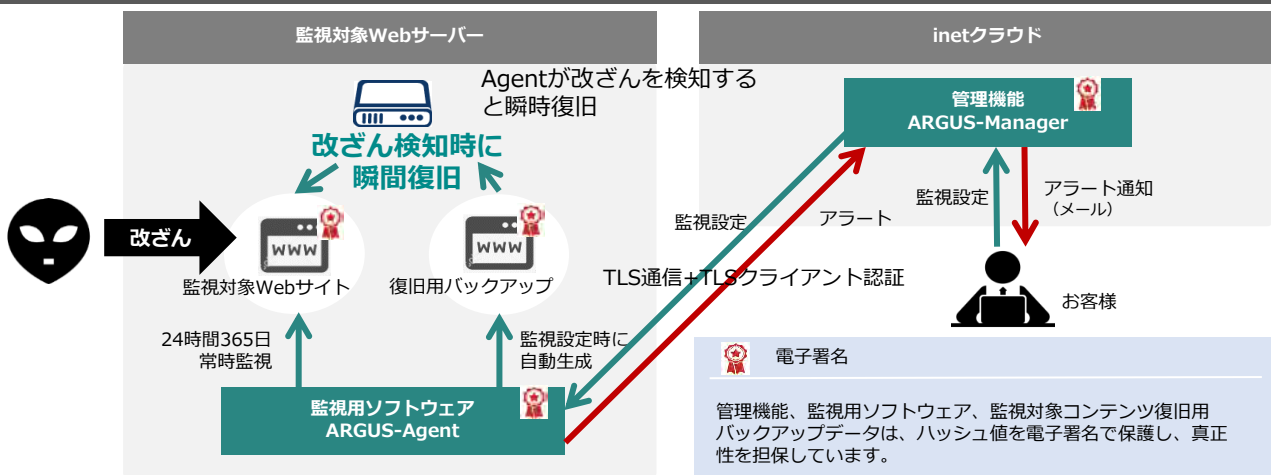 監視対象Webサーバー
inetクラウド
Agentが改ざんを検知する
と瞬時復旧
管理機能
ARGUS-Manager
改ざん検知時に
瞬間復旧
監視設定
アラート通知
（メール）
監視設定
アラート
改ざん
WWW
WWW
監視対象Webサイト
復旧用バックアップ
TLS通信+TLSクライアント認証
お客様
24時間365日
常時監視
監視設定時に
自動生成
電子署名
監視用ソフトウェア
ARGUS-Agent
管理機能、監視用ソフトウェア、監視対象コンテンツ復旧用
バックアップデータは、ハッシュ値を電子署名で保護し、真正
性を担保しています。